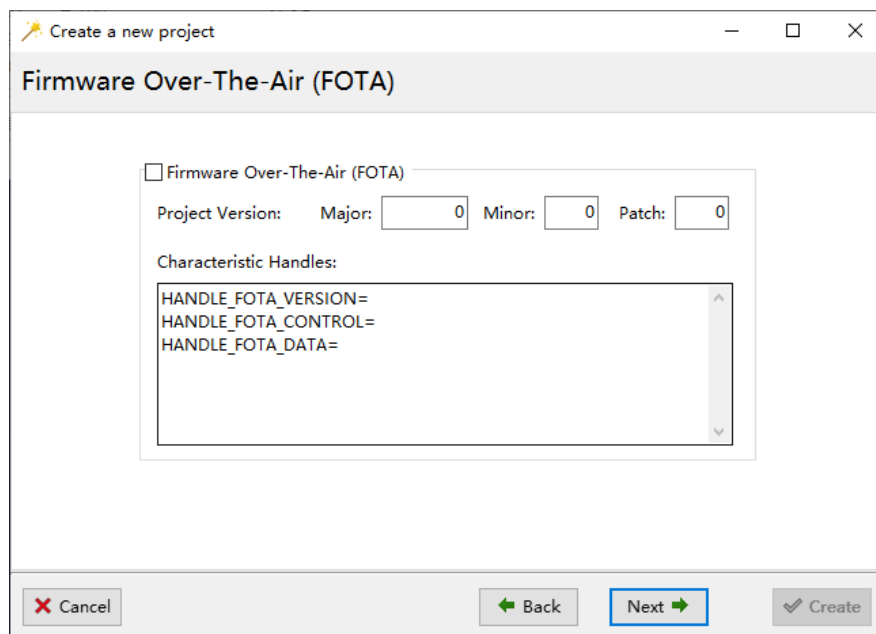 Create a new project
Firmware Over-The-Air (FOTA)
Firmware Over-The-Air (FOTA)
Project Version: Major: 0 Minor: 0 Patch: 0
Characteristic Handles:
HANDLE_FOTA_VERSION=
HANDLE_FOTA_CONTROL=
HANDLE_FOTA_DATA=
Cancel Back Next Create